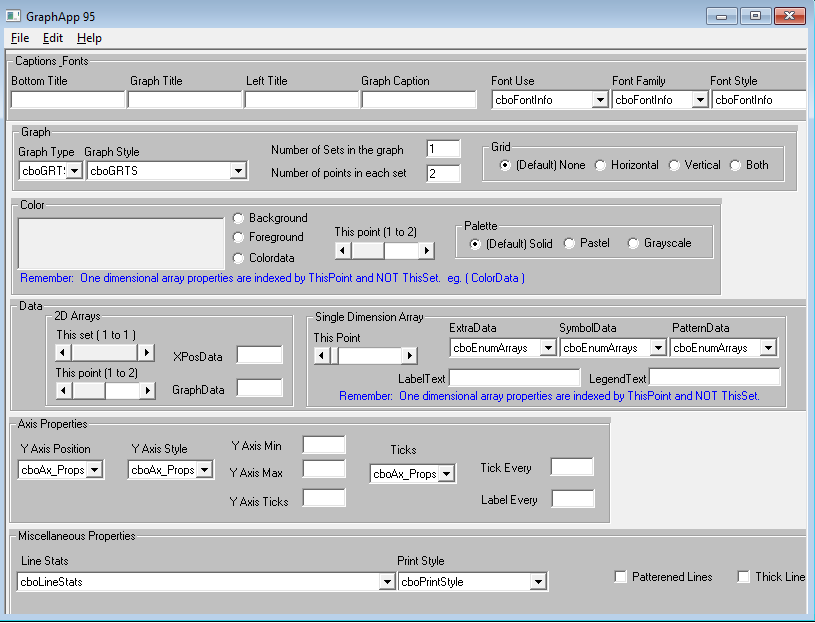 GraphApp 95
File Edit Help
Captions _Fonts
Bottom Title Graph Title Left Title Graph Caption Font Use Font Family Font Style
cboFontInfo cboFontInfo cboFontInfo
Graph
Graph Type Graph Style
cboGRTS cboGRTS
Number of Sets in the graph 1
Number of points in each set 2
Grid
(Default) None Horizontal Vertical Both
Color
Background
Foreground
Colordata
This point (1 to 2)
Palette
(Default) Solid Pastel Grayscale
Remember: One dimensional array properties are indexed by ThisPoint and NOT ThisSet. eg. ( ColorData )
Data
2D Arrays
This set ( 1 to 1 )
This point (1 to 2)
XPosData
GraphData
Single Dimension Array
This Point
ExtraData SymbolData PatternData
cboEnumArrays cboEnumArrays cboEnumArrays
LabelText LegendText
Remember: One dimensional array properties are indexed by ThisPoint and NOT ThisSet.
Axis Properties
Y Axis Position Y Axis Style
cboAx_Props cboAx_Props
Y Axis Min
Y Axis Max
Y Axis Ticks
Ticks
cboAx_Props
Tick Every
Label Every
Miscellaneous Properties
Line Stats Print Style
cboLineStats cboPrintStyle
Patterened Lines Thick Line